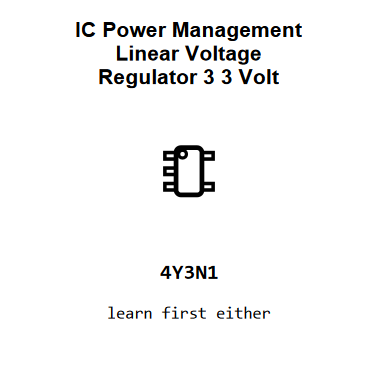 IC Power Management
Linear Voltage
Regulator 3 3 Volt
4Y3N1
learn first either